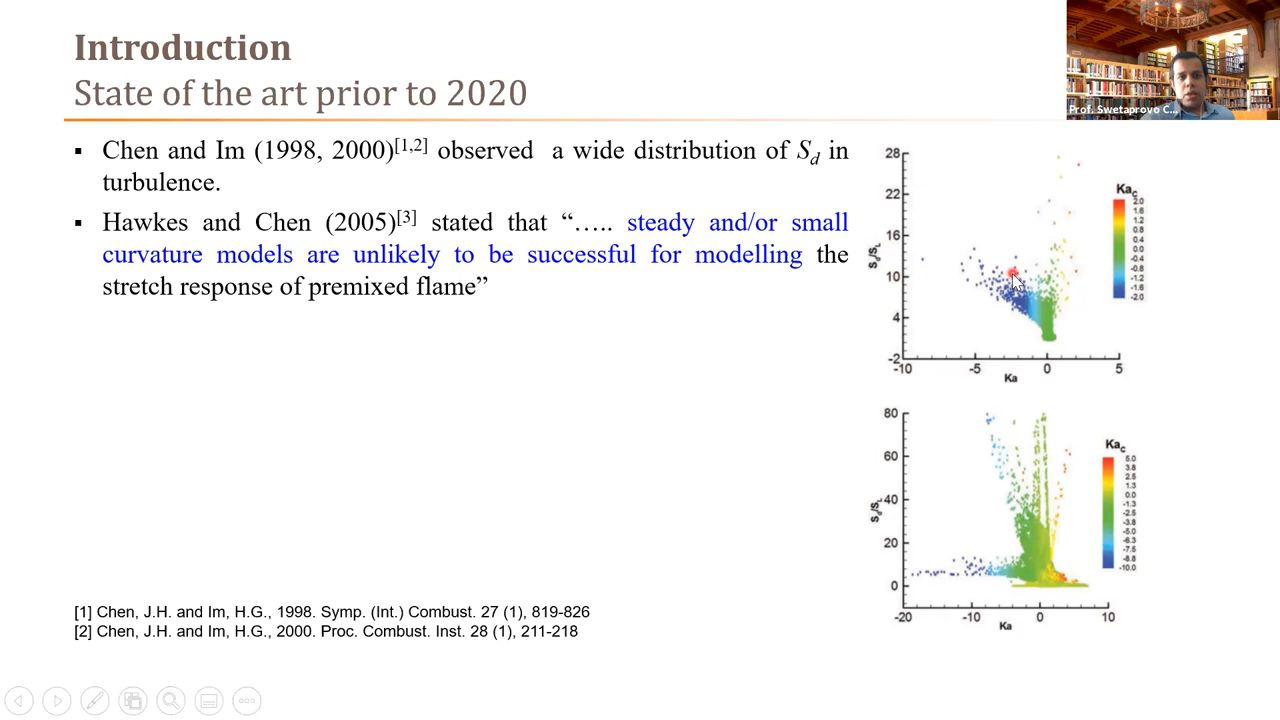 Introduction
State of the art prior to 2020
Prof. Swetaprovo C...
▪ Chen and Im (1998, 2000)[1,2] observed a wide distribution of Sd in
turbulence.
▪ Hawkes and Chen (2005)[3] stated that “….. steady and/or small
curvature models are unlikely to be successful for modelling the
stretch response of premixed flame”
28
22
16
10
4
-2
Sd/SL
-10 -5 0 5
Ka
KaC
2.0
1.6
1.2
0.8
0.4
0.0
-0.4
-0.8
-1.2
-1.6
-2.0
80
60
40
20
0
Sd/SL
-20 -10 0 10
Ka
KaC
5.0
3.8
2.5
1.3
0.0
-1.3
-2.5
-3.8
-5.0
-6.3
-7.5
-8.8
-10.0
[1] Chen, J.H. and Im, H.G., 1998. Symp. (Int.) Combust. 27 (1), 819-826
[2] Chen, J.H. and Im, H.G., 2000. Proc. Combust. Inst. 28 (1), 211-218